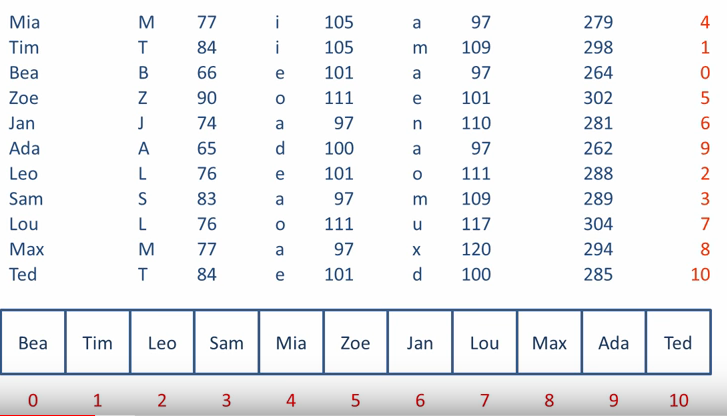 Mia M 77 i 105 a 97 279 4
Tim T 84 i 105 m 109 298 1
Bea B 66 e 101 a 97 264 0
Zoe Z 90 o 111 e 101 302 5
Jan J 74 a 97 n 110 281 6
Ada A 65 d 100 a 97 262 9
Leo L 76 e 101 o 111 288 2
Sam S 83 a 97 m 109 289 3
Lou L 76 o 111 u 117 304 7
Max M 77 a 97 x 120 294 8
Ted T 84 e 101 d 100 285 10
Bea Tim Leo Sam Mia Zoe Jan Lou Max Ada Ted
0 1 2 3 4 5 6 7 8 9 10